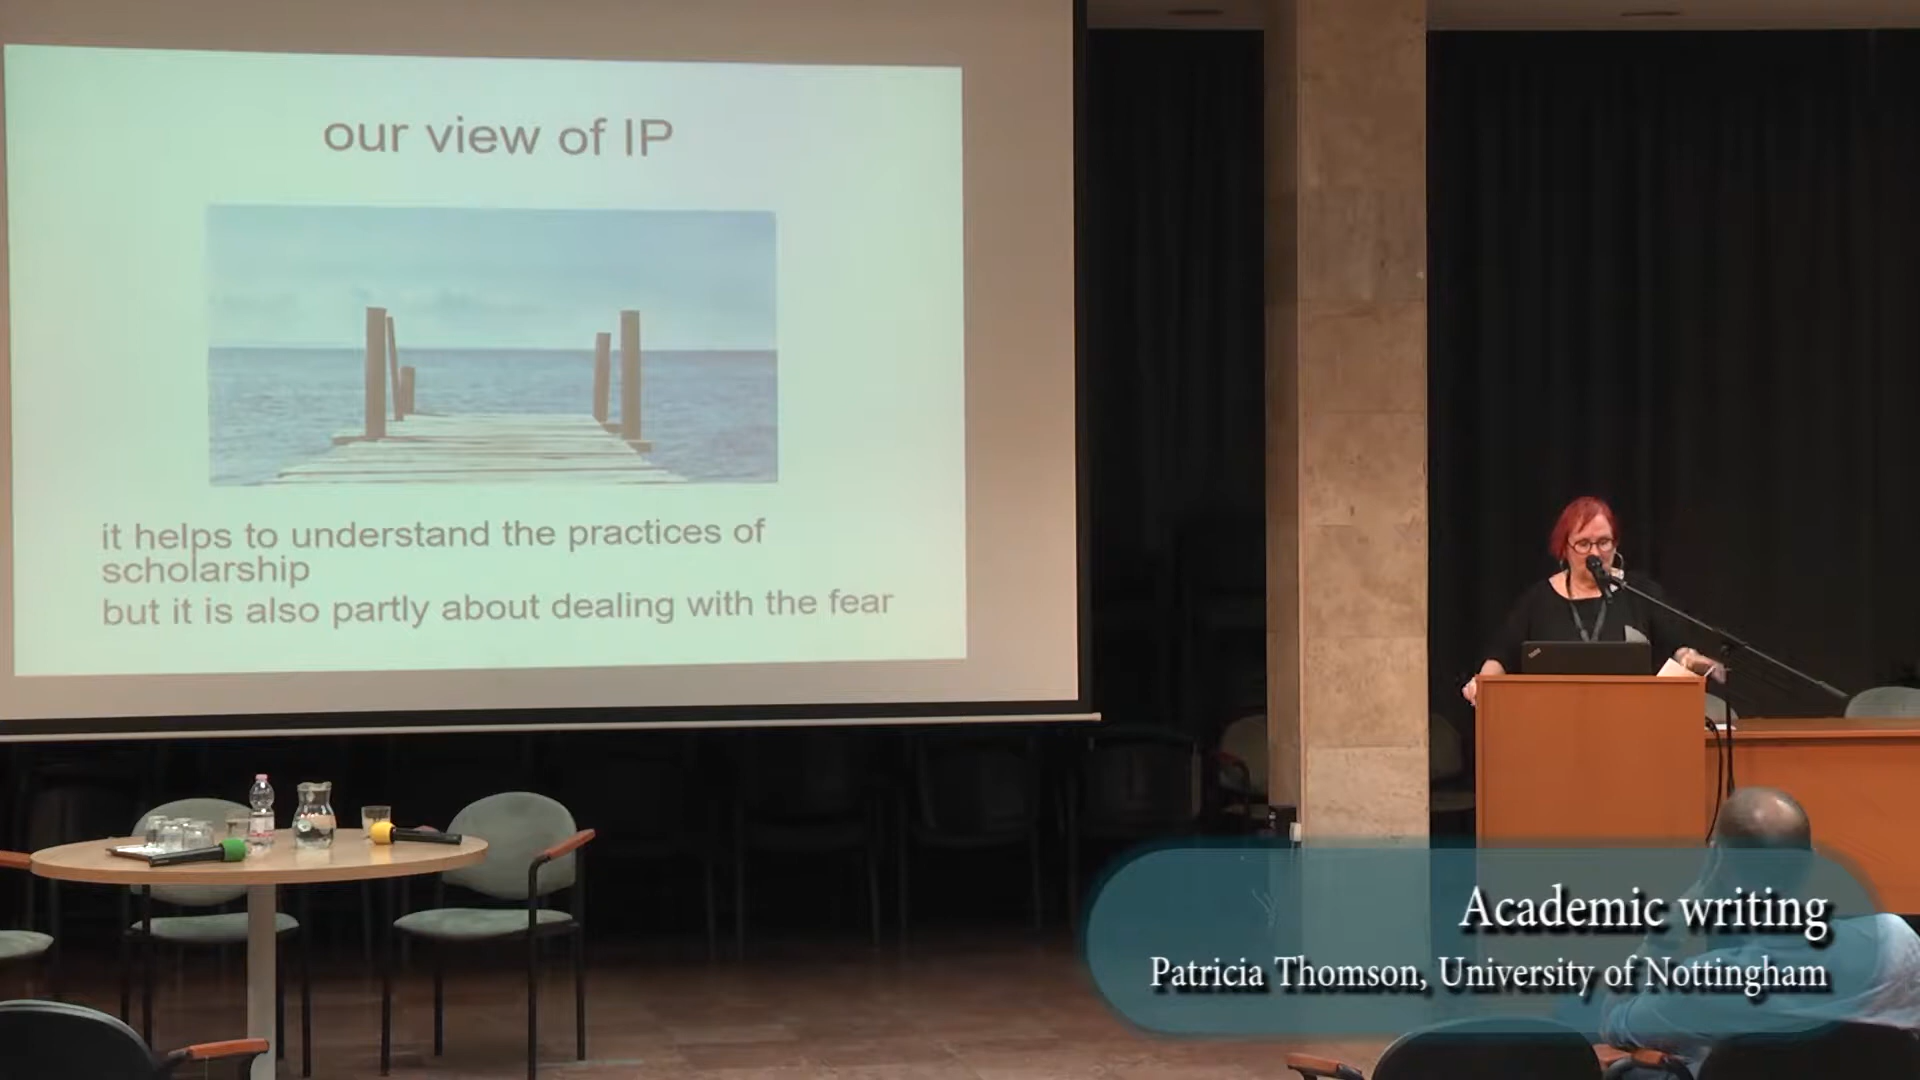 our view of IP
it helps to understand the practices of
scholarship
but it is also partly about dealing with the fear
Academic writing
Patricia Thomson, University of Nottingham